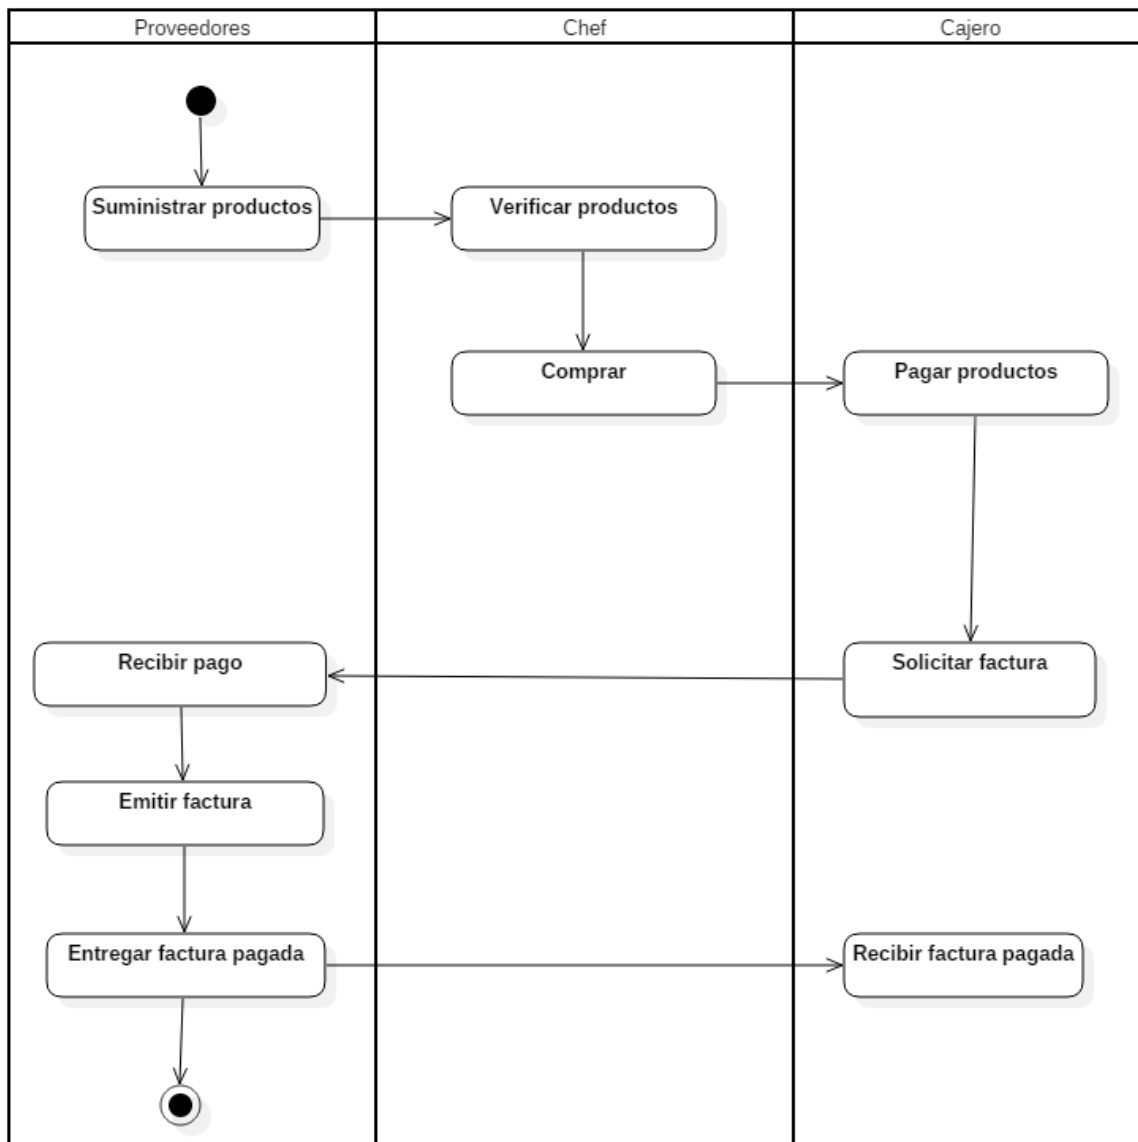 Proveedores
Chef
Cajero
Suministrar productos
Verificar productos
Comprar
Pagar productos
Recibir pago
Solicitar factura
Emitir factura
Entregar factura pagada
Recibir factura pagada